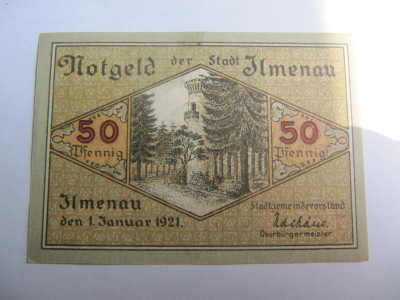 Notgeld der Stadt Ilmenau
50 50
Pfennig Pfennig
Ilmenau
den 1. Januar 1921.
Stadtgemeindevorstand
Oberbürgermeister.